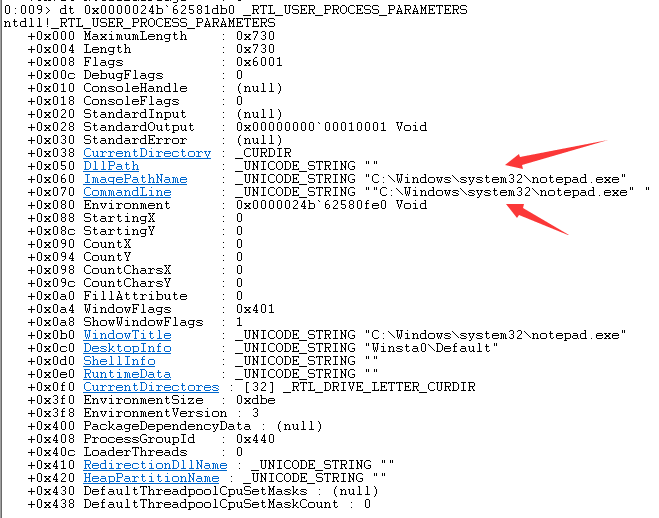 0:009> dt 0x0000024b`62581db0 _RTL_USER_PROCESS_PARAMETERS
ntdll!_RTL_USER_PROCESS_PARAMETERS
+0x000 MaximumLength : 0x730
+0x004 Length : 0x730
+0x008 Flags : 0x6001
+0x00c DebugFlags : 0
+0x010 ConsoleHandle : (null)
+0x018 ConsoleFlags : 0
+0x020 StandardInput : (null)
+0x028 StandardOutput : 0x00000000`00010001 Void
+0x030 StandardError : (null)
+0x038 CurrentDirectory : _CURDIR
+0x050 DllPath : _UNICODE_STRING ""
+0x060 ImagePathName : _UNICODE_STRING "C:\Windows\system32\notepad.exe"
+0x070 CommandLine : _UNICODE_STRING ""C:\Windows\system32\notepad.exe" "
+0x080 Environment : 0x0000024b`62580fe0 Void
+0x088 StartingX : 0
+0x08c StartingY : 0
+0x090 CountX : 0
+0x094 CountY : 0
+0x098 CountCharsX : 0
+0x09c CountCharsY : 0
+0x0a0 FillAttribute : 0
+0x0a4 WindowFlags : 0x401
+0x0a8 ShowWindowFlags : 1
+0x0b0 WindowTitle : _UNICODE_STRING "C:\Windows\system32\notepad.exe"
+0x0c0 DesktopInfo : _UNICODE_STRING "Winsta0\Default"
+0x0d0 ShellInfo : _UNICODE_STRING ""
+0x0e0 RuntimeData : _UNICODE_STRING ""
+0x0f0 CurrentDirectores : [32] _RTL_DRIVE_LETTER_CURDIR
+0x3f0 EnvironmentSize : 0xdbe
+0x3f8 EnvironmentVersion : 3
+0x400 PackageDependencyData : (null)
+0x408 ProcessGroupId : 0x440
+0x40c LoaderThreads : 0
+0x410 RedirectionDllName : _UNICODE_STRING ""
+0x420 HeapPartitionName : _UNICODE_STRING ""
+0x430 DefaultThreadpoolCpuSetMasks : (null)
+0x438 DefaultThreadpoolCpuSetMaskCount : 0